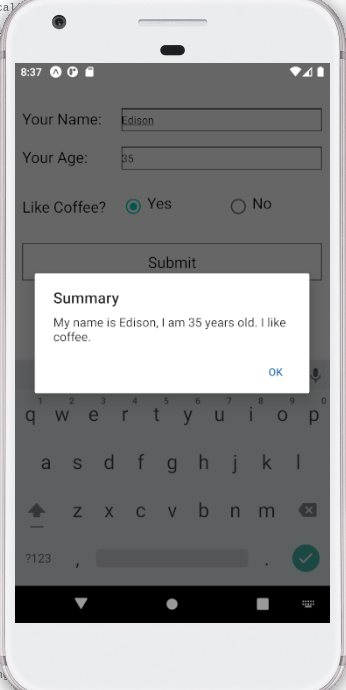 cal
8:37
Your Name: Edison
Your Age: 35
Like Coffee? Yes No
Submit
Summary
My name is Edison, I am 35 years old. I like
coffee.
OK
1 2 3 4 5 6 7 8 9 0
q w e r t y u i o p
a s d f g h j k l
z x c v b n m
?123 , .